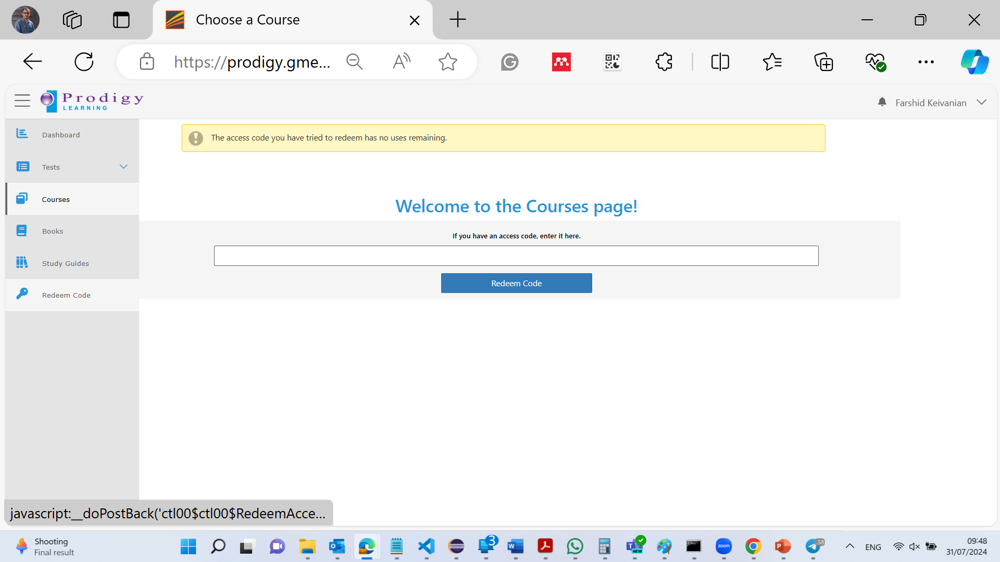 Choose a Course
https://prodigy.gme...
Prodigy
LEARNING
Farshid Keivanian
Dashboard
Tests
Courses
Books
Study Guides
Redeem Code
The access code you have tried to redeem has no uses remaining.
Welcome to the Courses page!
If you have an access code, enter it here.
Redeem Code
javascript:__doPostBack('ctl00$ctl00$RedeemAcce...
Shooting
Final result
3
NEW
zoom
58
ENG
09:48
31/07/2024